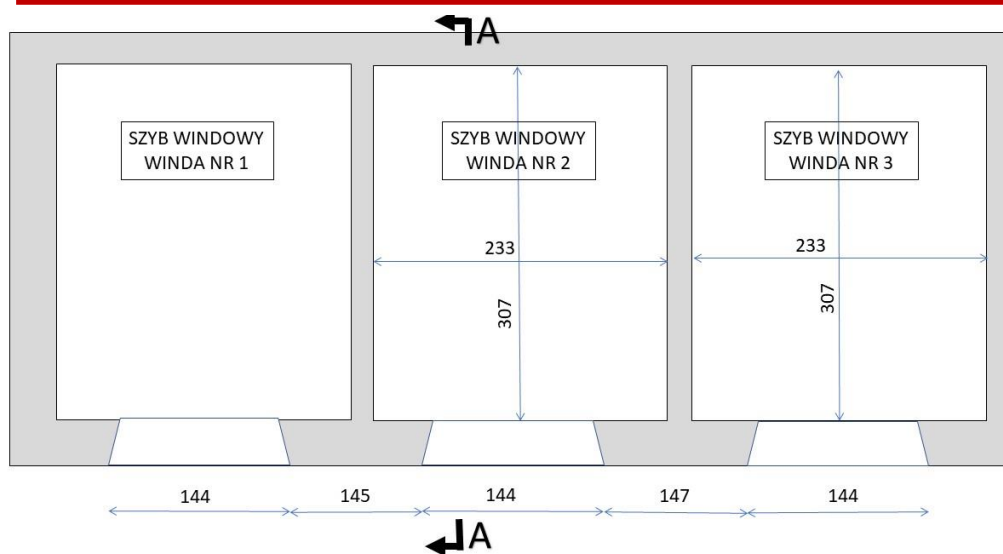 A
SZYB WINDOWY
WINDA NR 1
SZYB WINDOWY
WINDA NR 2
SZYB WINDOWY
WINDA NR 3
233
307
233
307
144
145
144
147
144
A